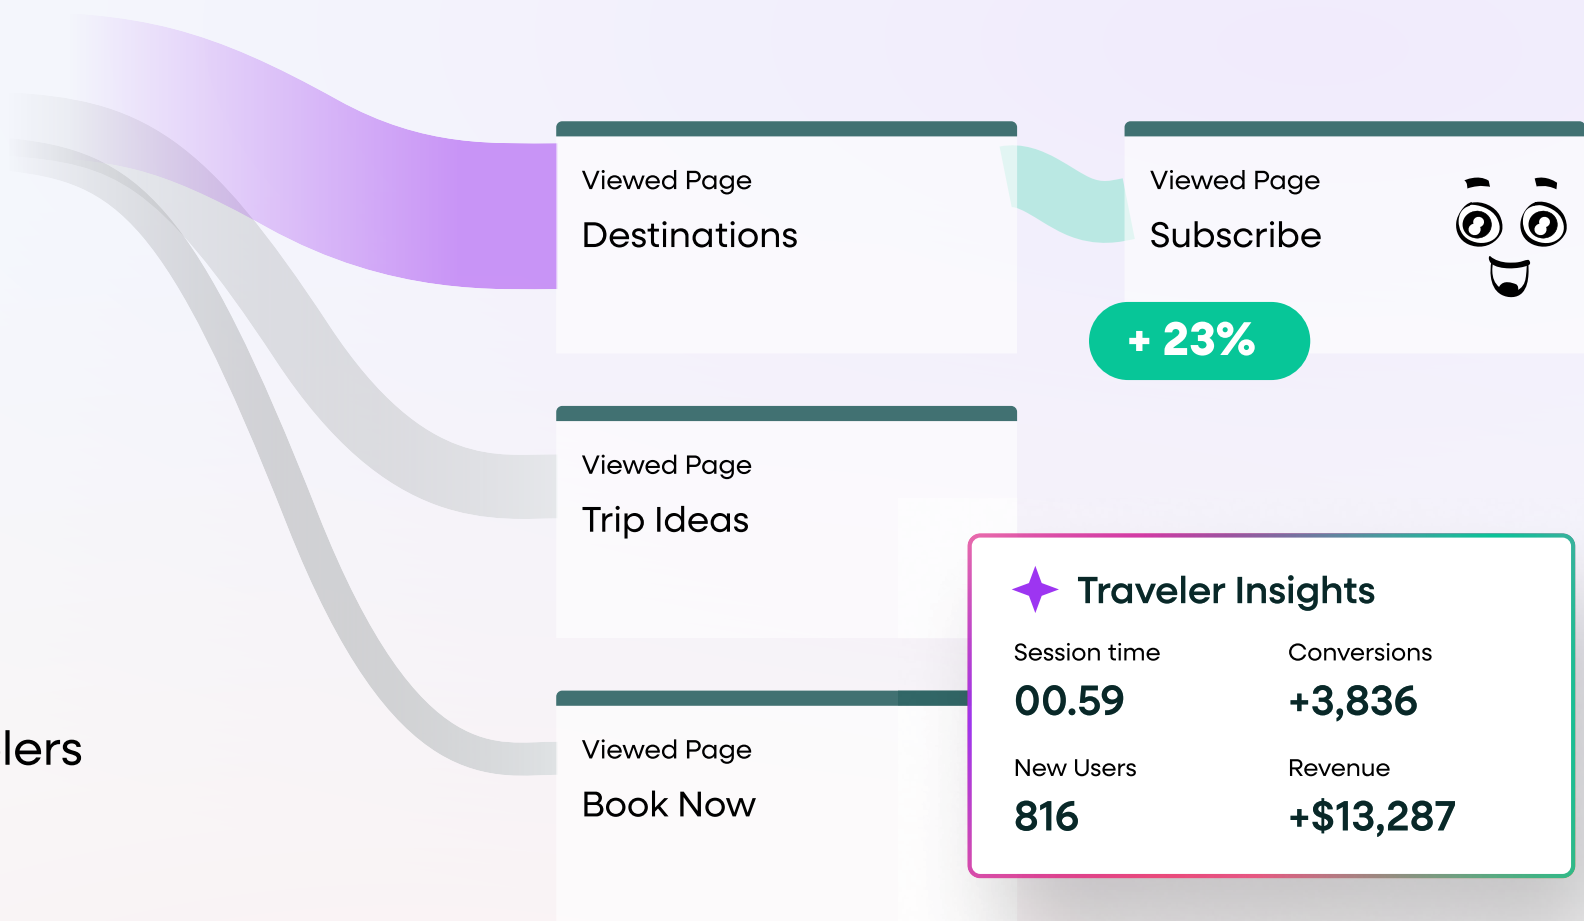 Viewed Page
Destinations
Viewed Page
Subscribe
+ 23%
Viewed Page
Trip Ideas
Traveler Insights
Session time
00.59
Conversions
+3,836
New Users
816
Revenue
+$13,287
lers
Viewed Page
Book Now